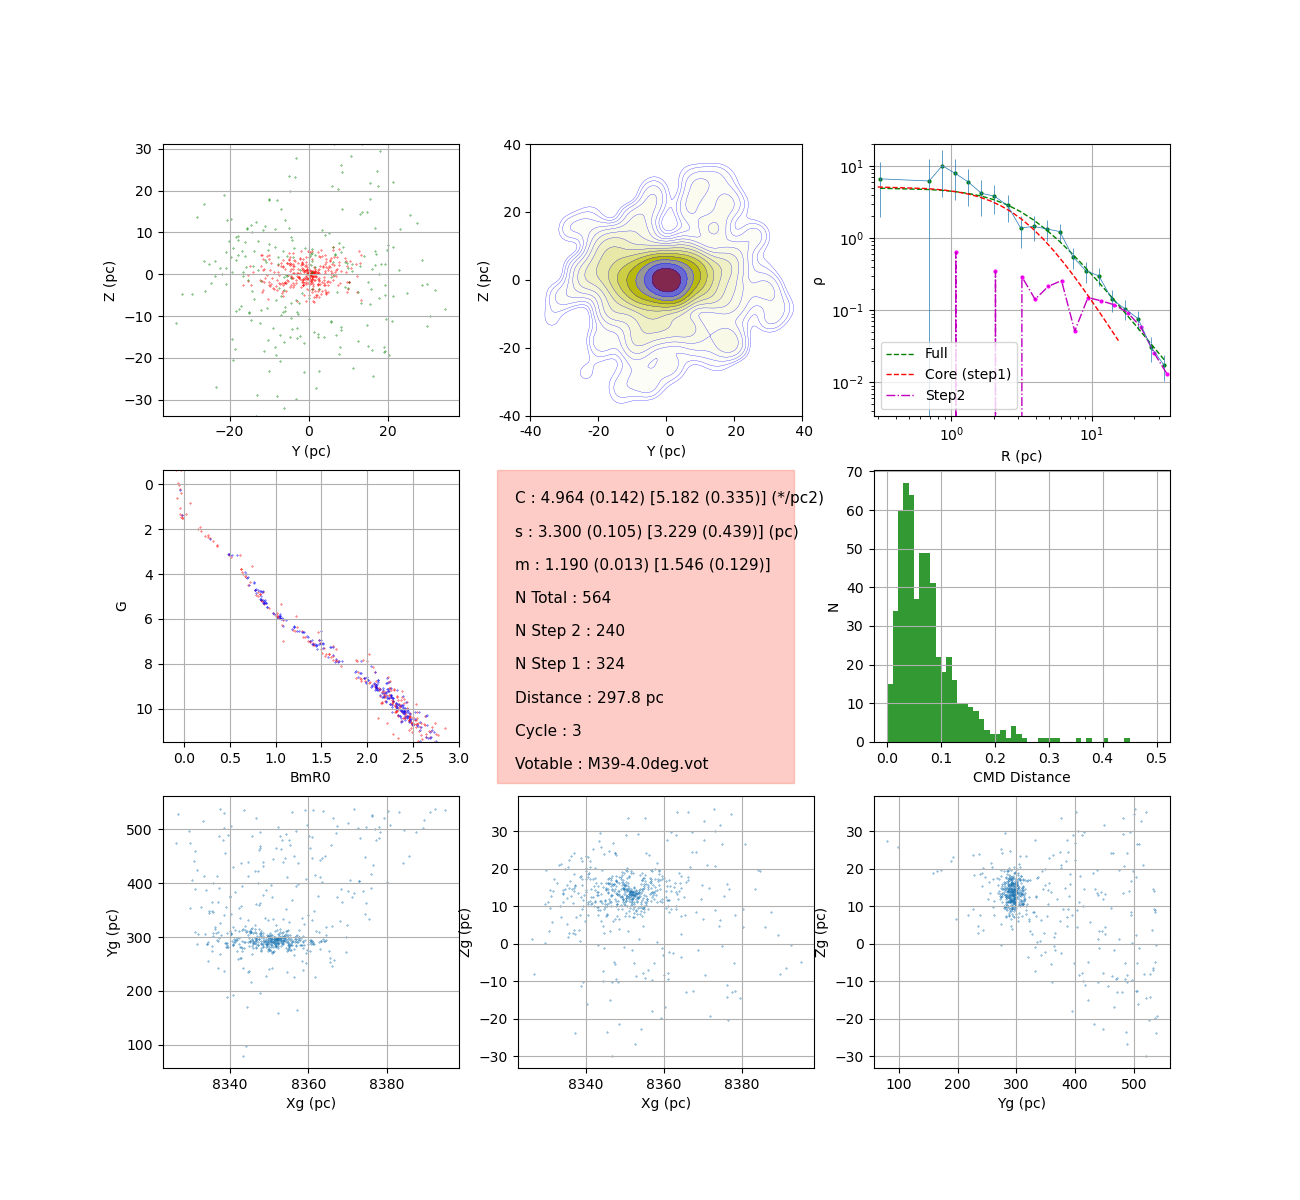 Z (pc)
30
20
10
0
−10
−20
−30
−20 0 20
Y (pc)
Z (pc)
40
20
0
-20
-40
-40 -20 0 20 40
Y (pc)
ρ
10¹
10⁰
10⁻¹
10⁻²
Full
Core (step1)
Step2
10⁰ 10¹
R (pc)
G
0
2
4
6
8
10
0.0 0.5 1.0 1.5 2.0 2.5 3.0
BmR0
C : 4.964 (0.142) [5.182 (0.335)] (*/pc2)
s : 3.300 (0.105) [3.229 (0.439)] (pc)
m : 1.190 (0.013) [1.546 (0.129)]
N Total : 564
N Step 2 : 240
N Step 1 : 324
Distance : 297.8 pc
Cycle : 3
Votable : M39-4.0deg.vot
N
70
60
50
40
30
20
10
0
0.0 0.1 0.2 0.3 0.4 0.5
CMD Distance
Yg (pc)
500
400
300
200
100
8340 8360 8380
Xg (pc)
Zg (pc)
30
20
10
0
−10
−20
−30
8340 8360 8380
Xg (pc)
Zg (pc)
30
20
10
0
−10
−20
−30
100 200 300 400 500
Yg (pc)